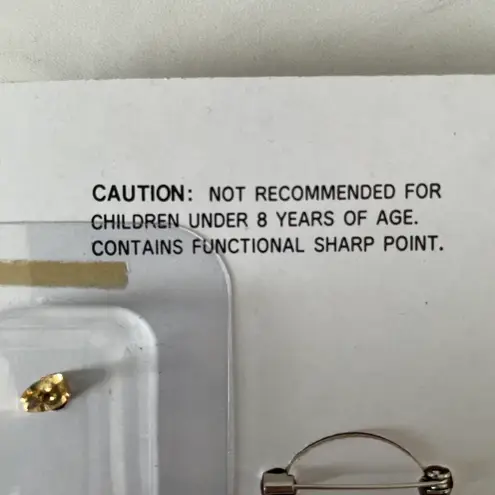 CAUTION: NOT RECOMMENDED FOR
CHILDREN UNDER 8 YEARS OF AGE.
CONTAINS FUNCTIONAL SHARP POINT.